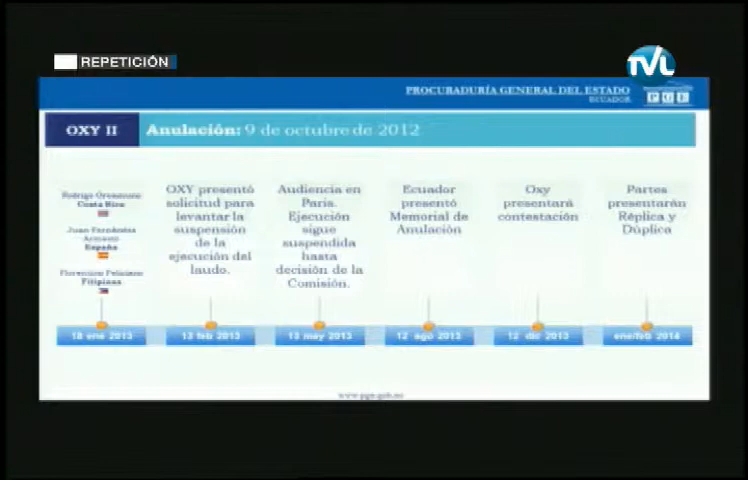 REPETICIÓN
TVL
PROCURADURÍA GENERAL DEL ESTADO
ECUADOR
PGE
OXY II
Anulación: 9 de octubre de 2012
Rodrigo Oreamuno
Costa Rica
Juan Fernández
Armesto
España
Florentino Feliciano
Filipinas
18 ene 2013
OXY presentó
solicitud para
levantar la
suspensión
de la
ejecución del
laudo.
13 feb 2013
Audiencia en
París.
Ejecución
sigue
suspendida
hasta
decisión de la
Comisión.
13 may 2013
Ecuador
presentó
Memorial de
Anulación
12 ago 2013
Oxy
presentará
contestación
12 dic 2013
Partes
presentarán
Réplica y
Dúplica
ene/feb 2014
www.pge.gob.ec